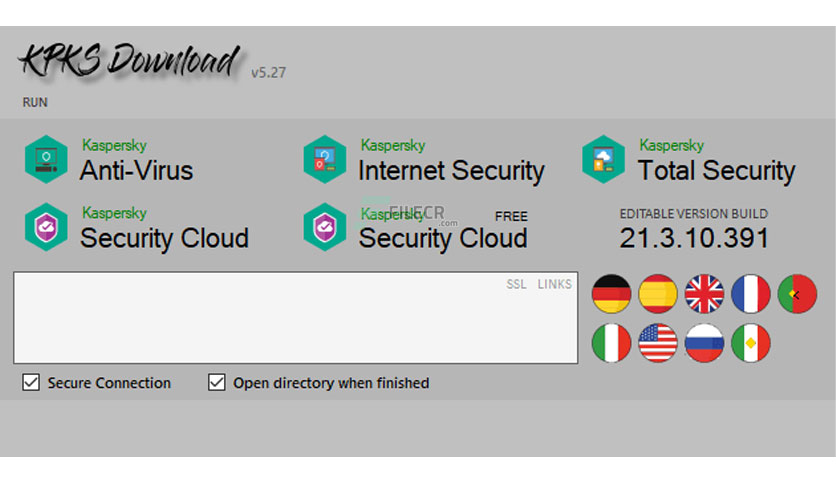 KPKS Download v5.27
RUN
Kaspersky
Anti-Virus
Kaspersky
Internet Security
Kaspersky
Total Security
Kaspersky
Security Cloud
Kaspersky FREE
Security Cloud
FILECR
.com
EDITABLE VERSION BUILD
21.3.10.391
SSL LINKS
Secure Connection
Open directory when finished